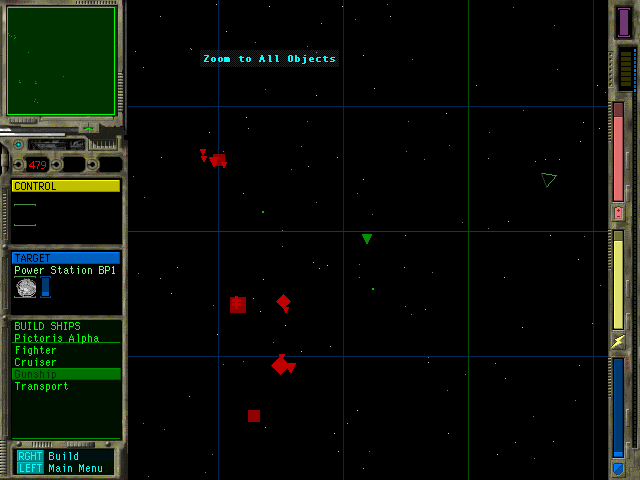 Zoom to All Objects
479
CONTROL
TARGET
Power Station BP1
BUILD SHIPS
Pictoris Alpha
Fighter
Cruiser
Gunship
Transport
RGHT Build
LEFT Main Menu